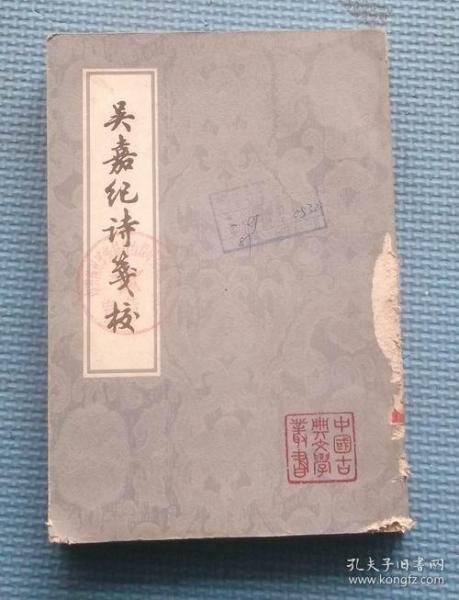 吴嘉纪诗笺校
中國古
典文學
叢書
孔夫子旧书网
www.kongfz.com